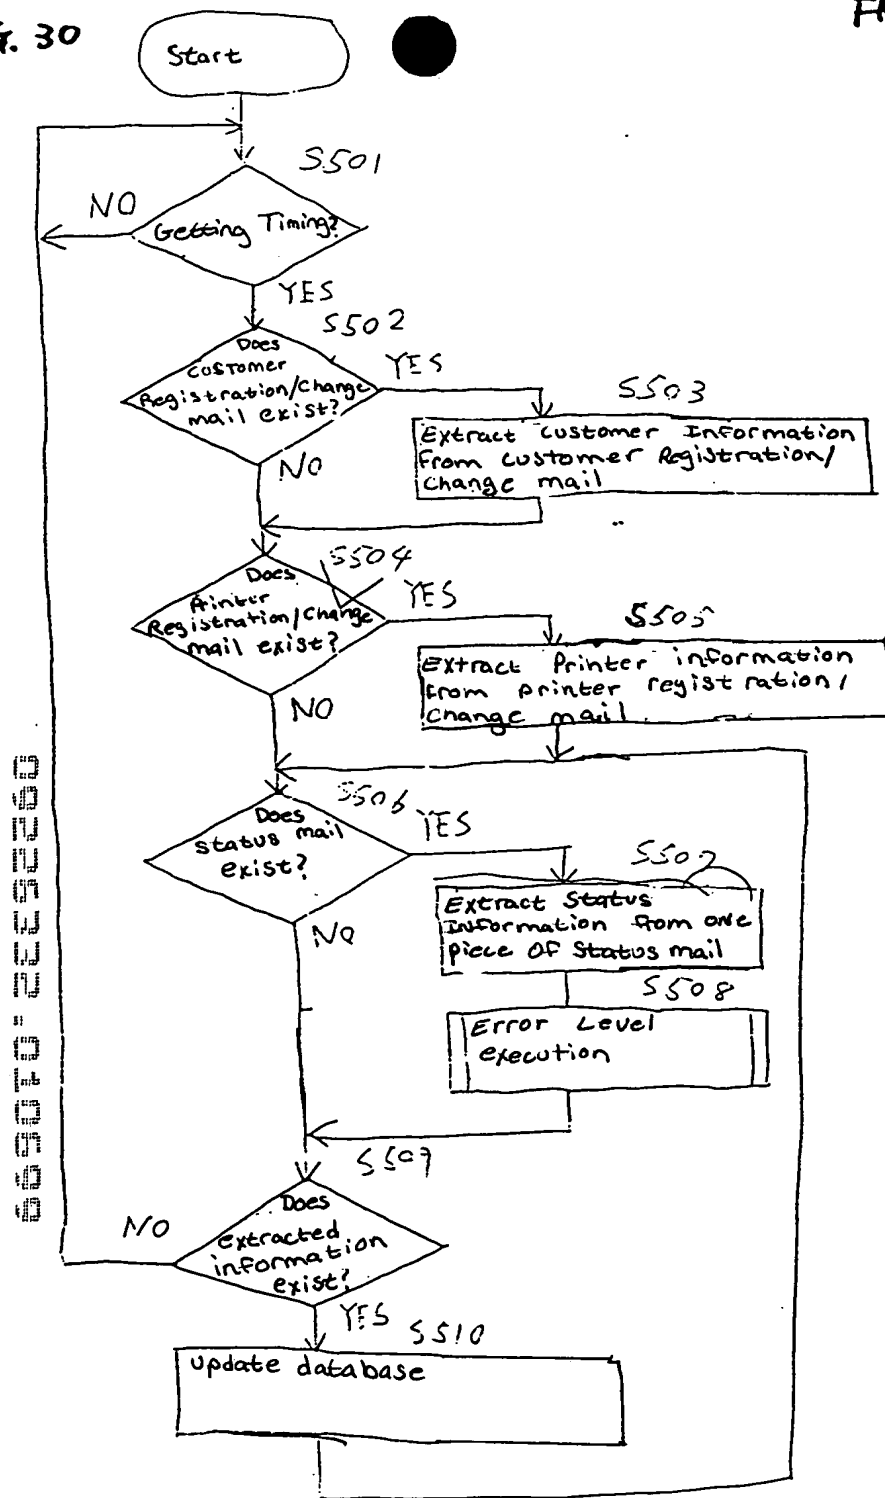 G. 30
Start
S501
NO
Getting Timing?
YES
S502
Does
Customer
Registration/Change
mail exist?
YES
S503
Extract Customer Information
From customer Registration/
Change mail
NO
S504
Does
Printer
Registration/Change
mail exist?
YES
S505
Extract Printer information
from printer registration/
Change mail
NO
S506
Does
Status mail
exist?
YES
S507
Extract Status
Information from one
piece OF Status mail
NO
S508
Error Level
execution
S509
Does
extracted
information
exist?
NO
YES
S510
update database
09225332.010599